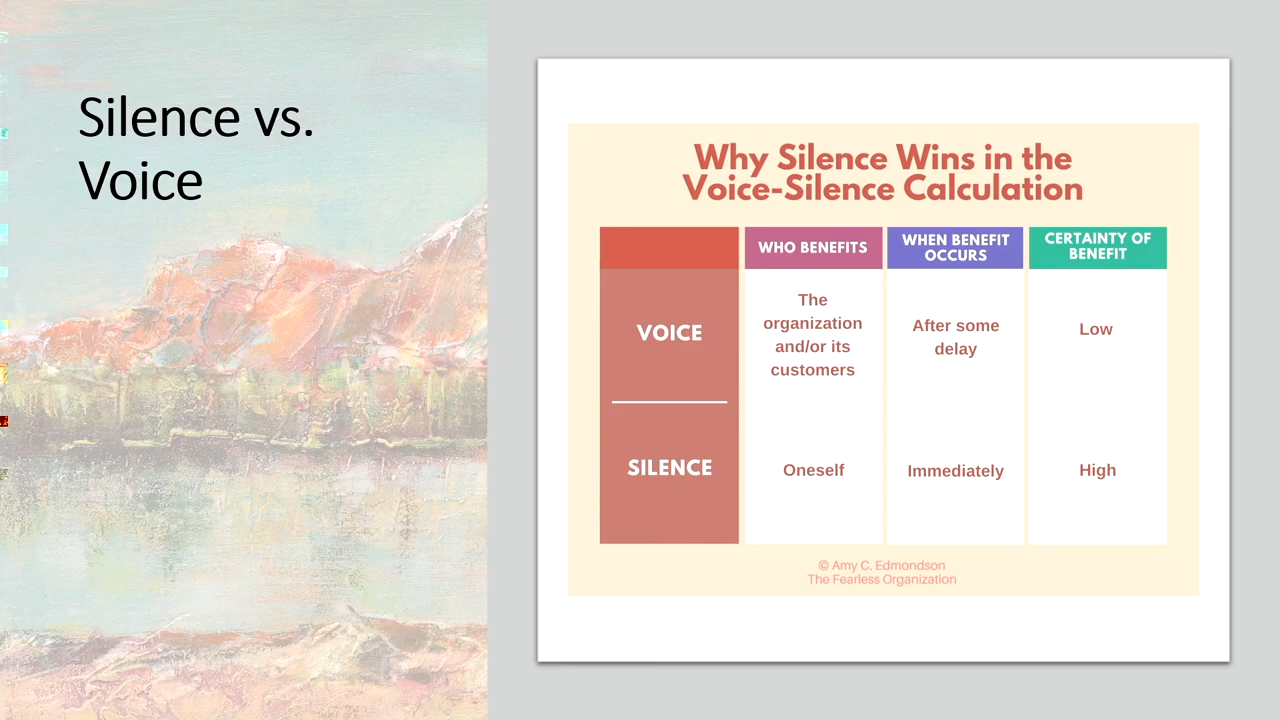 Silence vs.
Voice
Why Silence Wins in the
Voice-Silence Calculation
WHO BENEFITS
WHEN BENEFIT
OCCURS
CERTAINTY OF
BENEFIT
VOICE
The
organization
and/or its
customers
After some
delay
Low
SILENCE
Oneself
Immediately
High
© Amy C. Edmondson
The Fearless Organization